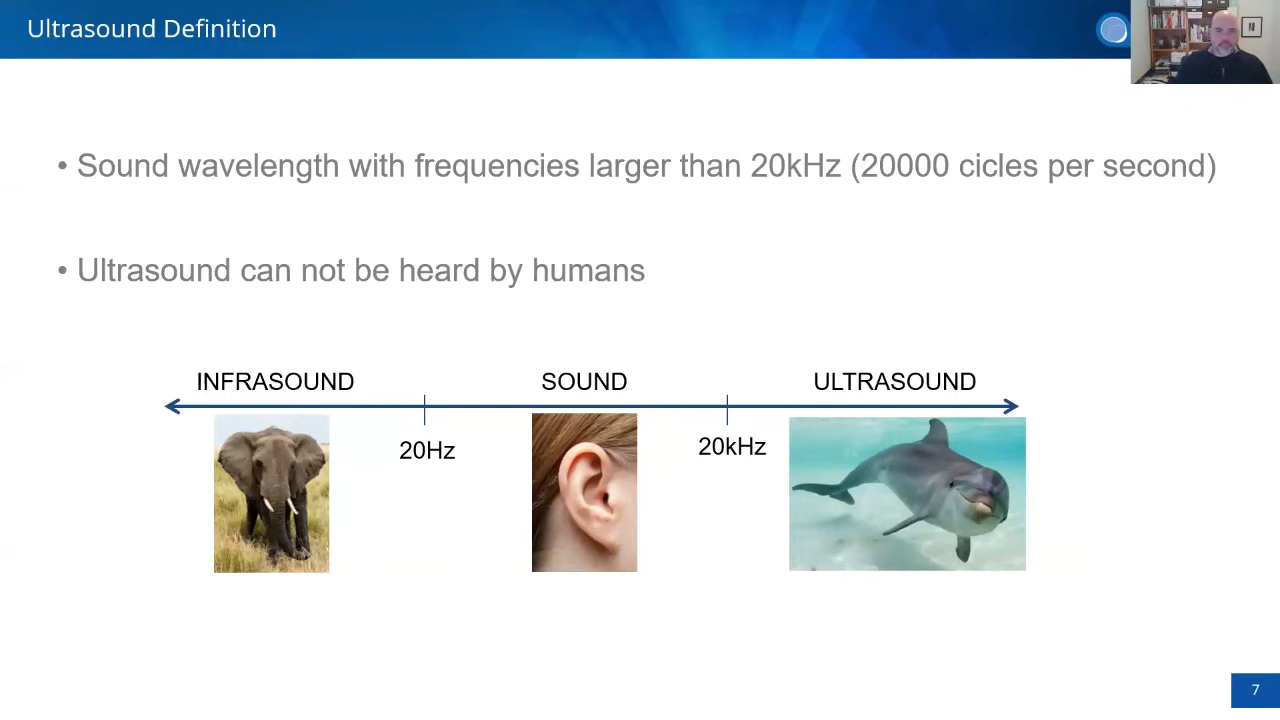 Ultrasound Definition
• Sound wavelength with frequencies larger than 20kHz (20000 cicles per second)
• Ultrasound can not be heard by humans
INFRASOUND SOUND ULTRASOUND
20Hz 20kHz
7